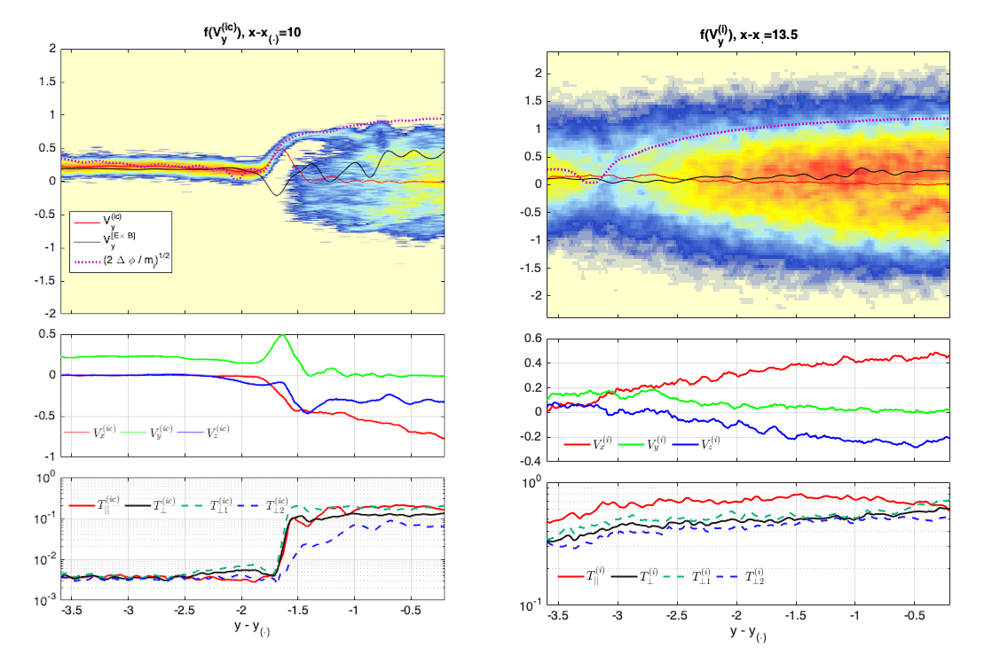 f(V_y^(ic)), x-x_(·)=10
2
1.5
1
0.5
0
-0.5
-1
-1.5
-2
V_y^(ic)
V_y^[E× B]
(2 Δ ϕ / m_i)^1/2
0.5
0
-0.5
-1
V_x^(ic) V_y^(ic) V_z^(ic)
10^0
10^-1
10^-2
10^-3
T_||^(ic) T_⊥^(ic) T_⊥1^(ic) T_⊥2^(ic)
-3.5 -3 -2.5 -2 -1.5 -1 -0.5
y - y_(·)
f(V_y^(i)), x-x_.=13.5
2
1.5
1
0.5
0
-0.5
-1
-1.5
-2
0.6
0.4
0.2
0
-0.2
-0.4
V_x^(i) V_y^(i) V_z^(i)
10^0
10^-1
T_||^(i) T_⊥^(i) T_⊥1^(i) T_⊥2^(i)
-3.5 -3 -2.5 -2 -1.5 -1 -0.5
y - y_(·)